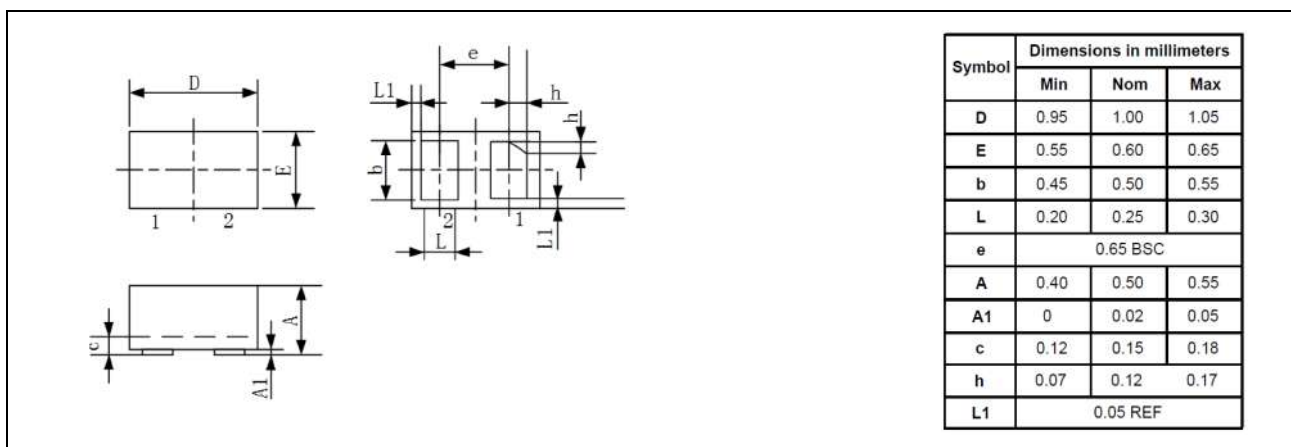 e
D
L1
h
h
b
E
1 2
2 1
L
L1
A
c
A1
Symbol Dimensions in millimeters
Min Nom Max
D 0.95 1.00 1.05
E 0.55 0.60 0.65
b 0.45 0.50 0.55
L 0.20 0.25 0.30
e 0.65 BSC
A 0.40 0.50 0.55
A1 0 0.02 0.05
c 0.12 0.15 0.18
h 0.07 0.12 0.17
L1 0.05 REF